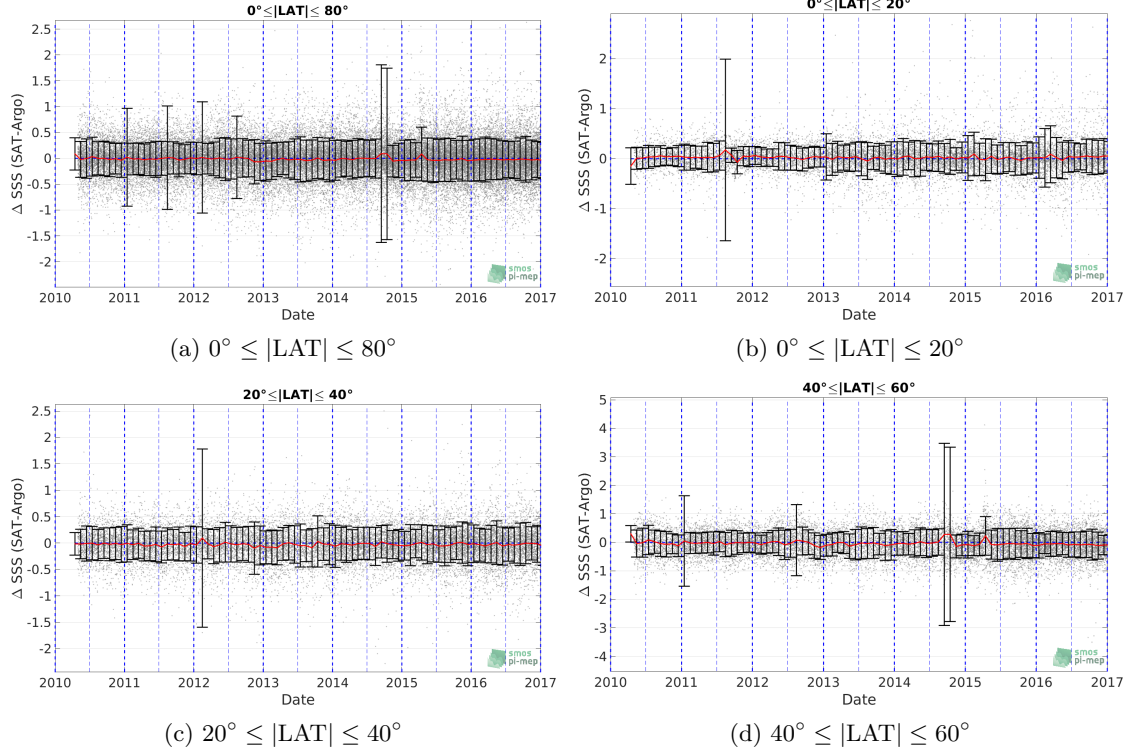 0°≤|LAT|≤ 80°
Δ SSS (SAT-Argo)
2.5
2
1.5
1
0.5
0
-0.5
-1
-1.5
-2
smos
pi-mep
2010 2011 2012 2013 2014 2015 2016 2017
Date
(a) 0° ≤ |LAT| ≤ 80°
0°≤|LAT|≤ 20°
Δ SSS (SAT-Argo)
2
1
0
-1
-2
smos
pi-mep
2010 2011 2012 2013 2014 2015 2016 2017
Date
(b) 0° ≤ |LAT| ≤ 20°
20°≤|LAT|≤ 40°
Δ SSS (SAT-Argo)
2.5
2
1.5
1
0.5
0
-0.5
-1
-1.5
-2
smos
pi-mep
2010 2011 2012 2013 2014 2015 2016 2017
Date
(c) 20° ≤ |LAT| ≤ 40°
40°≤|LAT|≤ 60°
Δ SSS (SAT-Argo)
5
4
3
2
1
0
-1
-2
-3
-4
smos
pi-mep
2010 2011 2012 2013 2014 2015 2016 2017
Date
(d) 40° ≤ |LAT| ≤ 60°